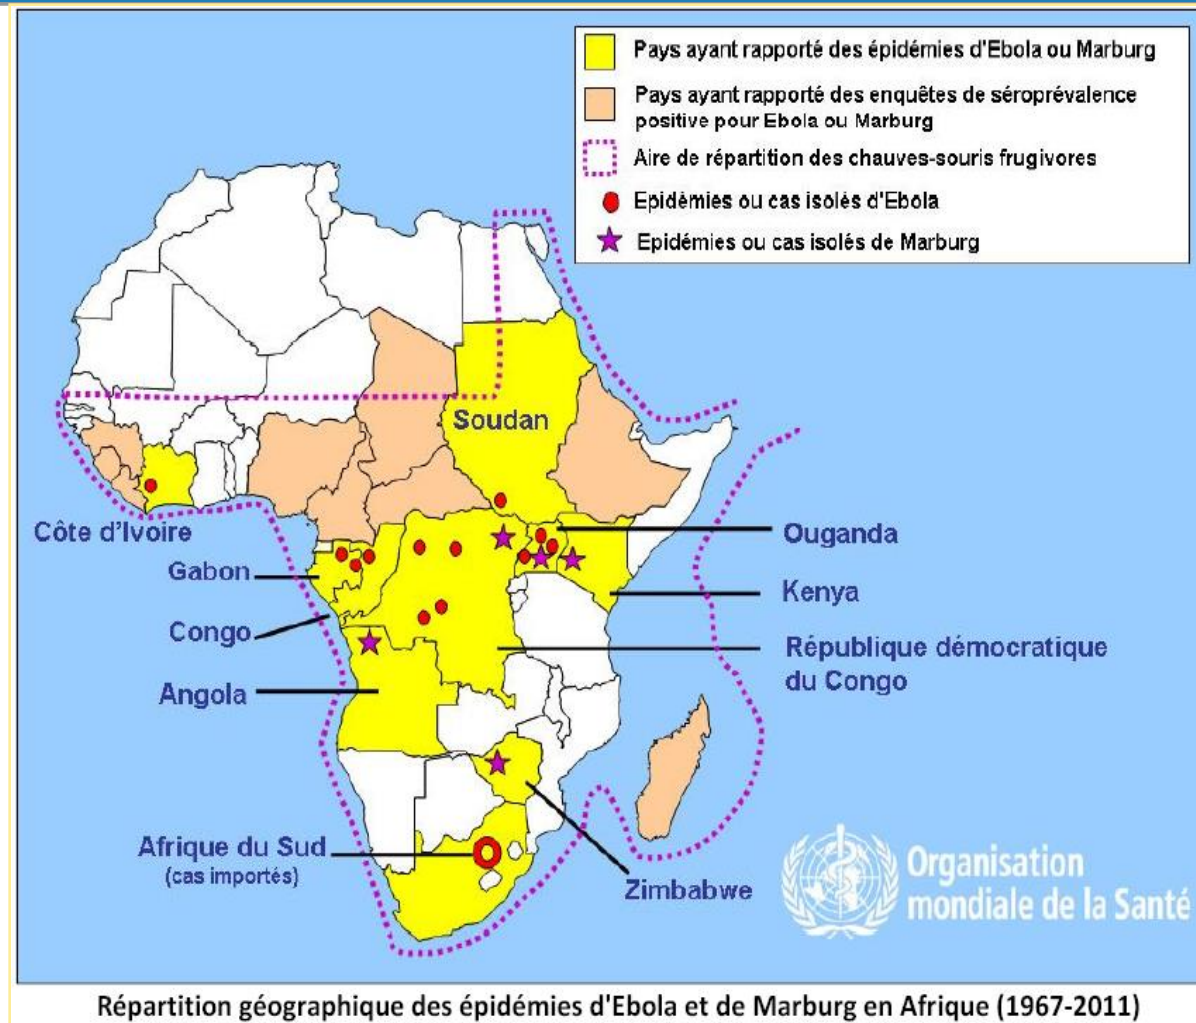 Pays ayant rapporté des épidémies d'Ebola ou Marburg
Pays ayant rapporté des enquêtes de séroprévalence
positive pour Ebola ou Marburg
Aire de répartition des chauves-souris frugivores
Epidémies ou cas isolés d'Ebola
Epidémies ou cas isolés de Marburg
Soudan
Côte d'Ivoire
Ouganda
Gabon
Kenya
Congo
République démocratique
du Congo
Angola
Afrique du Sud
(cas importés)
Zimbabwe
Organisation
mondiale de la Santé
Répartition géographique des épidémies d'Ebola et de Marburg en Afrique (1967-2011)